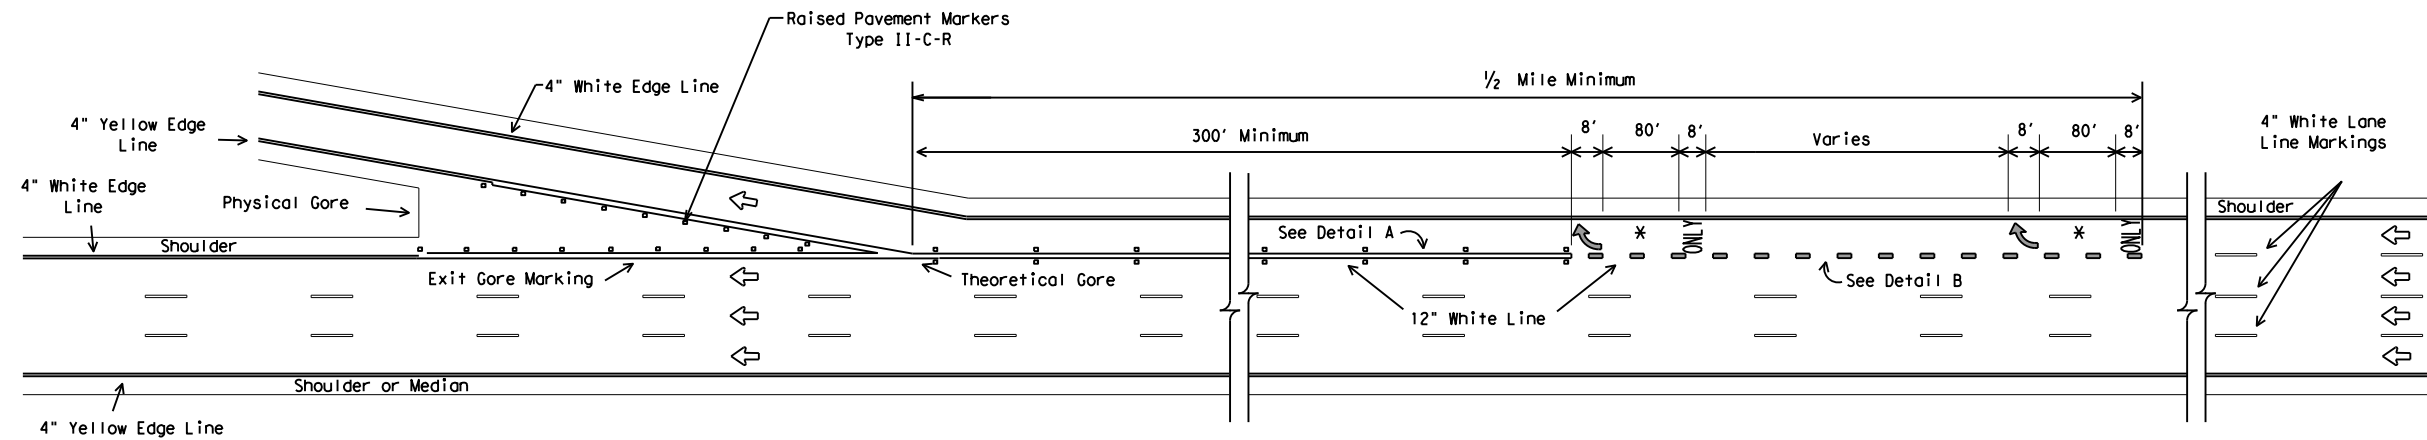 Raised Pavement Markers
Type II-C-R
4" White Edge Line
1/2 Mile Minimum
4" Yellow Edge
Line
300' Minimum
8'
80'
8'
Varies
8'
80'
8'
4" White Lane
Line Markings
4" White Edge
Line
Physical Gore
Shoulder
See Detail A
*
ONLY
*
ONLY
Shoulder
Exit Gore Marking
Theoretical Gore
See Detail B
12" White Line
Shoulder or Median
4" Yellow Edge Line